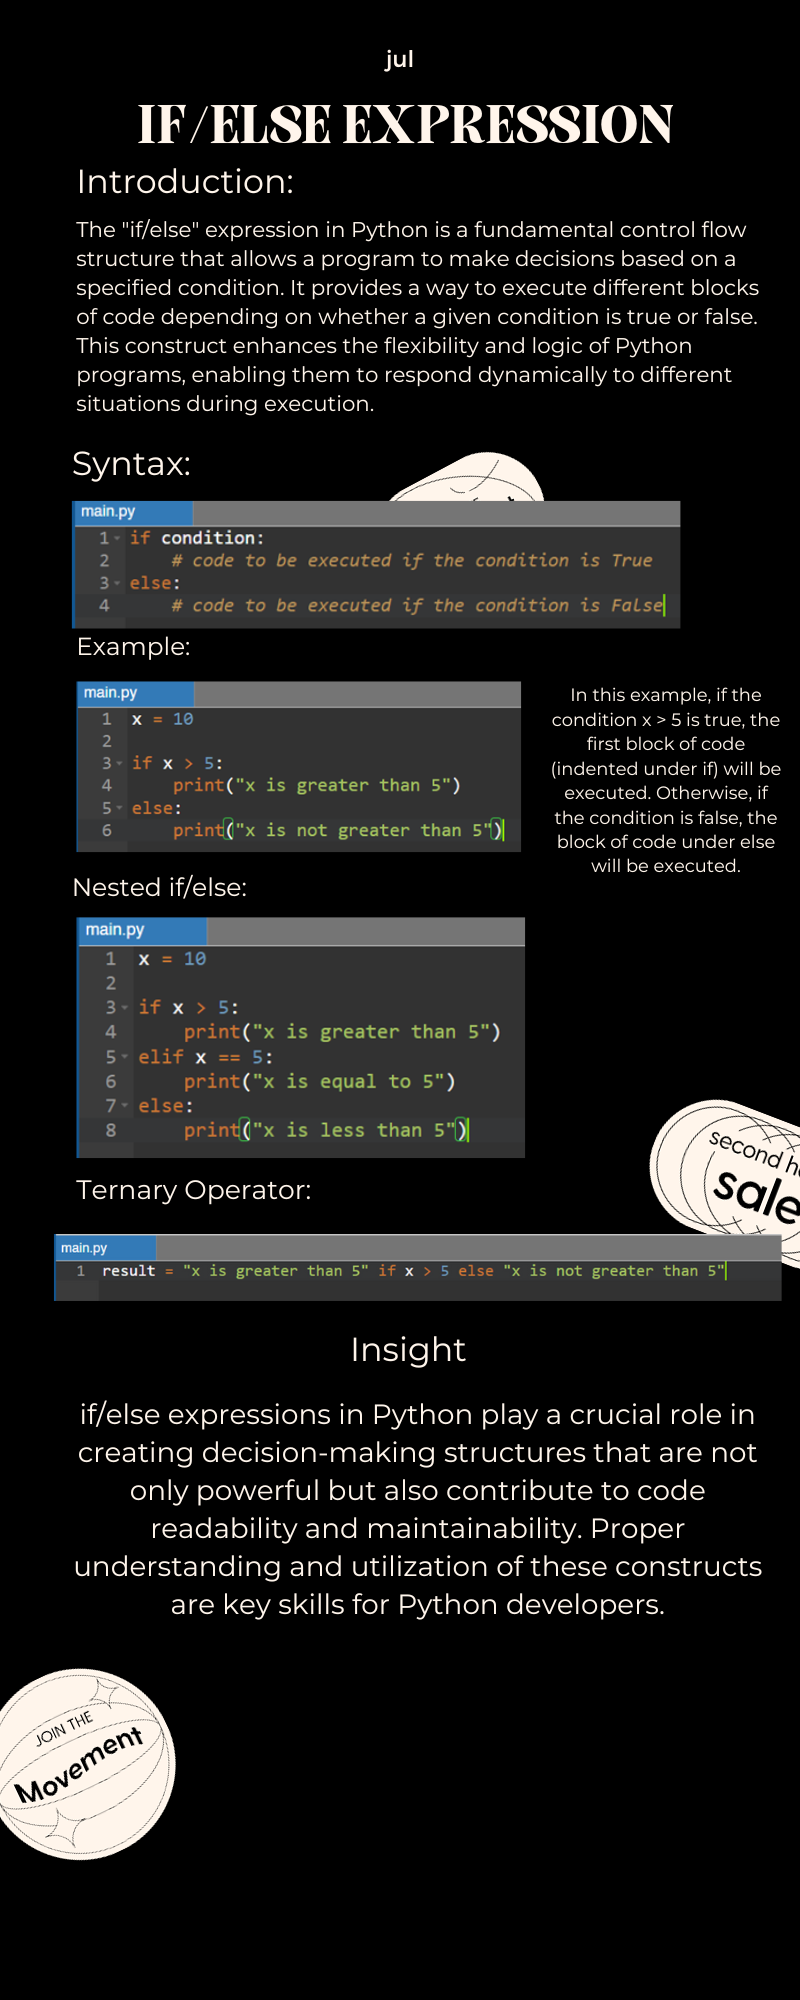 jul
IF/ELSE EXPRESSION
Introduction:
The "if/else" expression in Python is a fundamental control flow
structure that allows a program to make decisions based on a
specified condition. It provides a way to execute different blocks
of code depending on whether a given condition is true or false.
This construct enhances the flexibility and logic of Python
programs, enabling them to respond dynamically to different
situations during execution.
Syntax:
main.py
1 if condition:
2 # code to be executed if the condition is True
3 else:
4 # code to be executed if the condition is False
Example:
main.py
1 x = 10
2
3 if x > 5:
4 print("x is greater than 5")
5 else:
6 print("x is not greater than 5")
In this example, if the
condition x > 5 is true, the
first block of code
(indented under if) will be
executed. Otherwise, if
the condition is false, the
block of code under else
will be executed.
Nested if/else:
main.py
1 x = 10
2
3 if x > 5:
4 print("x is greater than 5")
5 elif x == 5:
6 print("x is equal to 5")
7 else:
8 print("x is less than 5")
second h
sale
Ternary Operator:
main.py
1 result = "x is greater than 5" if x > 5 else "x is not greater than 5"
Insight
if/else expressions in Python play a crucial role in
creating decision-making structures that are not
only powerful but also contribute to code
readability and maintainability. Proper
understanding and utilization of these constructs
are key skills for Python developers.
JOIN THE
Movement